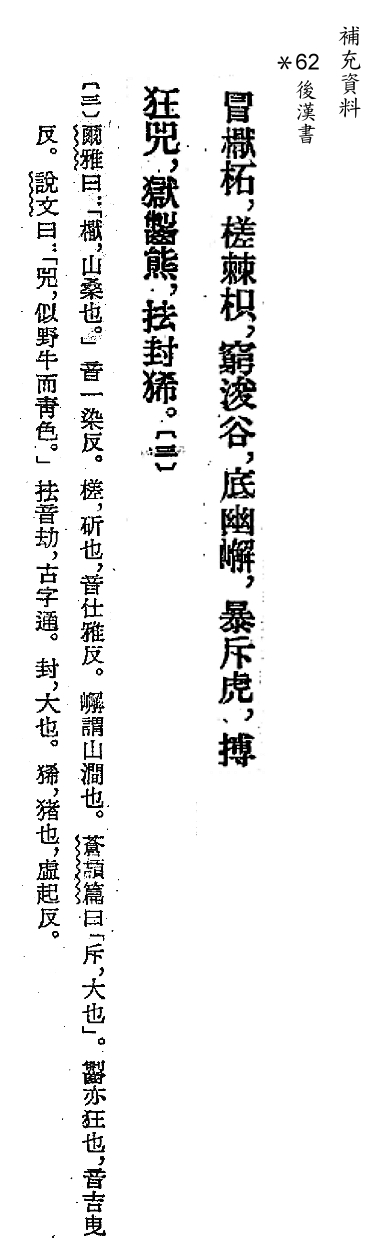 補充資料
＊62 後漢書
冒檿柘，槎棘枳，窮浚谷，底幽嶰，暴斥虎，搏
狂兕，獄䶩熊，抾封狶。〔三〕
〔三〕爾雅曰：「檿，山桑也。」音一染反。槎，斫也，音仕雅反。嶰謂山澗也。蒼頡篇曰「斥，大也」。䶩亦狂也，音吉曳
反。說文曰：「兕，似野牛而青色。」抾音劫，古字通。封，大也。狶，猪也，虛起反。